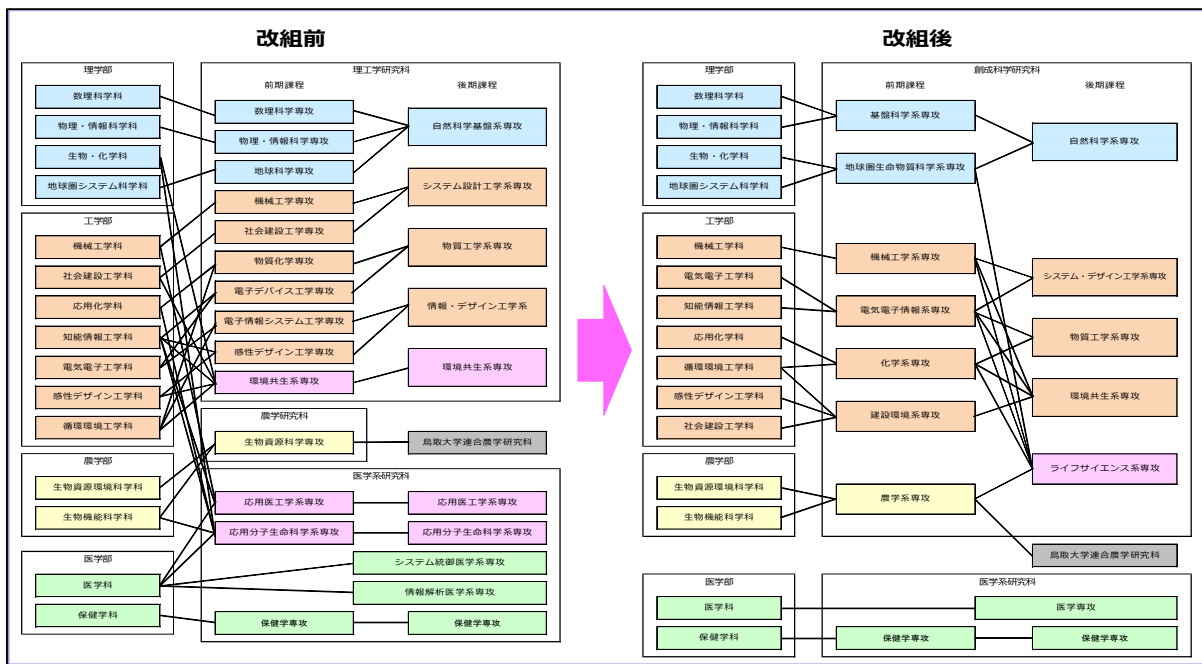 改組前
理学部
数理科学科
物理・情報科学科
生物・化学科
地球圏システム科学科
工学部
機械工学科
社会建設工学科
応用化学科
知能情報工学科
電気電子工学科
感性デザイン工学科
循環環境工学科
農学部
生物資源環境科学科
生物機能科学科
医学部
医学科
保健学科
理工学研究科
前期課程
後期課程
数理科学専攻
物理・情報科学専攻
地球科学専攻
機械工学専攻
社会建設工学専攻
物質化学専攻
電子デバイス工学専攻
電子情報システム工学専攻
感性デザイン工学専攻
環境共生系専攻
自然科学基盤系専攻
システム設計工学系専攻
物質工学系専攻
情報・デザイン工学系
環境共生系専攻
農学研究科
生物資源科学専攻
鳥取大学連合農学研究科
医学系研究科
応用医工学系専攻
応用医工学系専攻
応用分子生命科学系専攻
応用分子生命科学系専攻
システム統御医学系専攻
情報解析医学系専攻
保健学専攻
保健学専攻
改組後
理学部
数理科学科
物理・情報科学科
生物・化学科
地球圏システム科学科
工学部
機械工学科
電気電子工学科
知能情報工学科
応用化学科
循環環境工学科
感性デザイン工学科
社会建設工学科
農学部
生物資源環境科学科
生物機能科学科
医学部
医学科
保健学科
創成科学研究科
前期課程
後期課程
基盤科学系専攻
地球圏生命物質科学系専攻
機械工学系専攻
電気電子情報系専攻
化学系専攻
建設環境系専攻
農学系専攻
自然科学系専攻
システム・デザイン工学系専攻
物質工学系専攻
環境共生系専攻
ライフサイエンス系専攻
鳥取大学連合農学研究科
医学系研究科
医学専攻
保健学専攻
保健学専攻